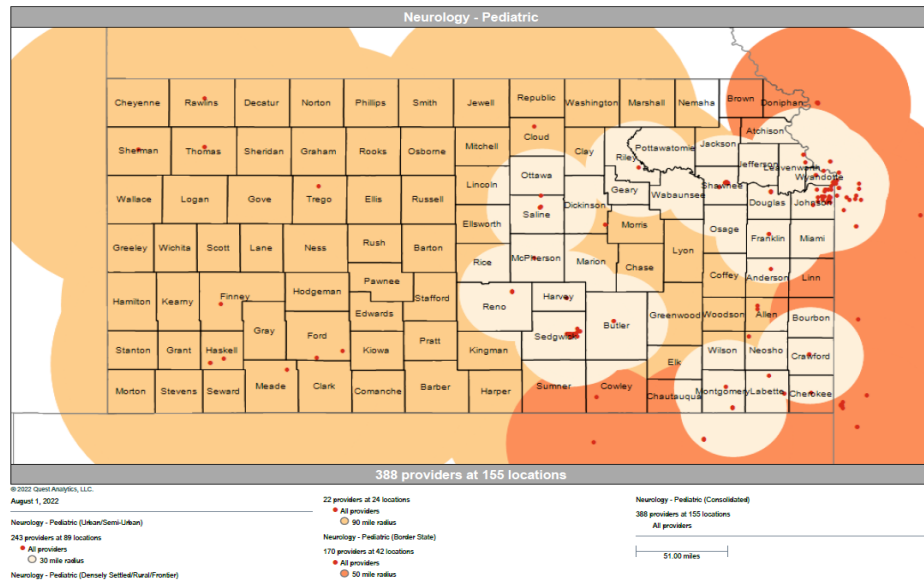 Neurology - Pediatric
Cheyenne Rawlins Decatur Norton Phillips Smith Jewell Republic Washington Marshall Nemaha Brown Doniphan
Atchison
Sherman Thomas Sheridan Graham Rooks Osborne Mitchell Cloud Clay Riley Pottawatomie Jackson Jefferson Leavenworth
Wyandotte
Wallace Logan Gove Trego Ellis Russell Lincoln Ottawa Geary Wabaunsee Shawnee Douglas Johnson
Saline Dickinson
Ellsworth Morris Osage
Greeley Wichita Scott Lane Ness Rush Barton Rice McPherson Marion Chase Lyon Franklin Miami
Hamilton Kearny Finney Hodgeman Pawnee Stafford Coffey Anderson Linn
Edwards Reno Harvey
Gray Ford Sedgwick Butler Greenwood Woodson Allen Bourbon
Stanton Grant Haskell Kiowa Pratt Kingman Elk Wilson Neosho Crawford
Morton Stevens Seward Meade Clark Comanche Barber Harper Sumner Cowley Chautauqua Montgomery Labette Cherokee
388 providers at 155 locations
© 2022 Quest Analytics, LLC.
August 1, 2022
Neurology - Pediatric (Urban/Semi-Urban)
243 providers at 89 locations
All providers
30 mile radius
Neurology - Pediatric (Densely Settled/Rural/Frontier)
22 providers at 24 locations
All providers
90 mile radius
Neurology - Pediatric (Border State)
170 providers at 42 locations
All providers
50 mile radius
Neurology - Pediatric (Consolidated)
388 providers at 155 locations
All providers
51.00 miles